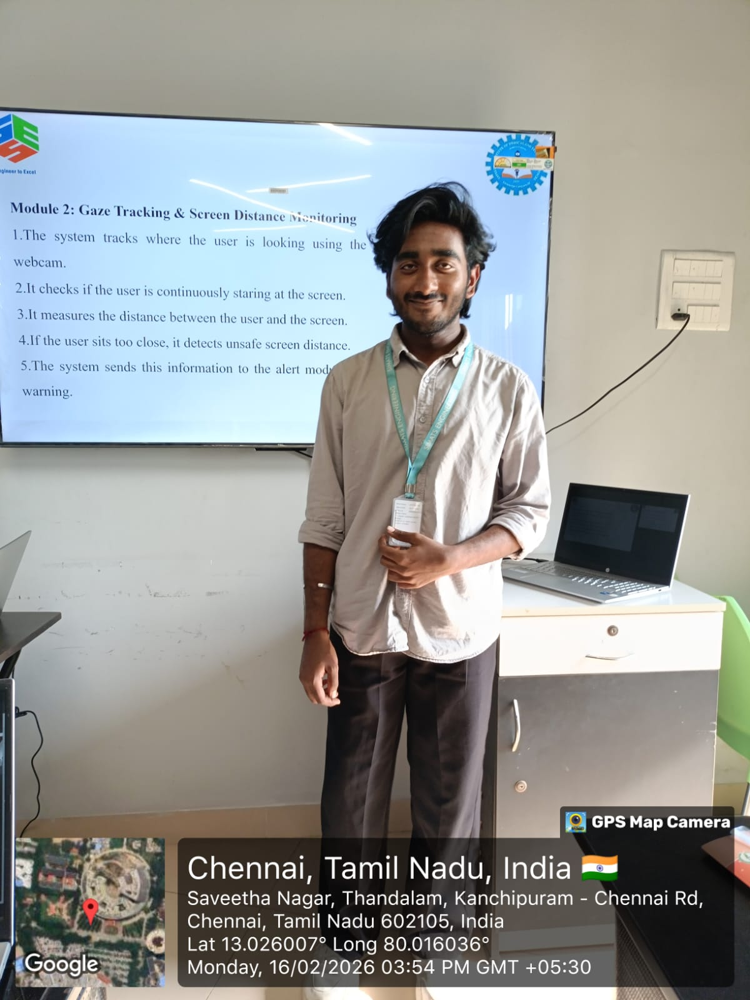 Engineer to Excel
Module 2: Gaze Tracking & Screen Distance Monitoring
1.The system tracks where the user is looking using the
webcam.
2.It checks if the user is continuously staring at the screen.
3.It measures the distance between the user and the screen.
4.If the user sits too close, it detects unsafe screen distance.
5.The system sends this information to the alert
warning.
ENGINEERING
GPS Map Camera
Chennai, Tamil Nadu, India
Saveetha Nagar, Thandalam, Kanchipuram - Chennai Rd,
Chennai, Tamil Nadu 602105, India
Lat 13.026007° Long 80.016036°
Monday, 16/02/2026 03:54 PM GMT +05:30
Google